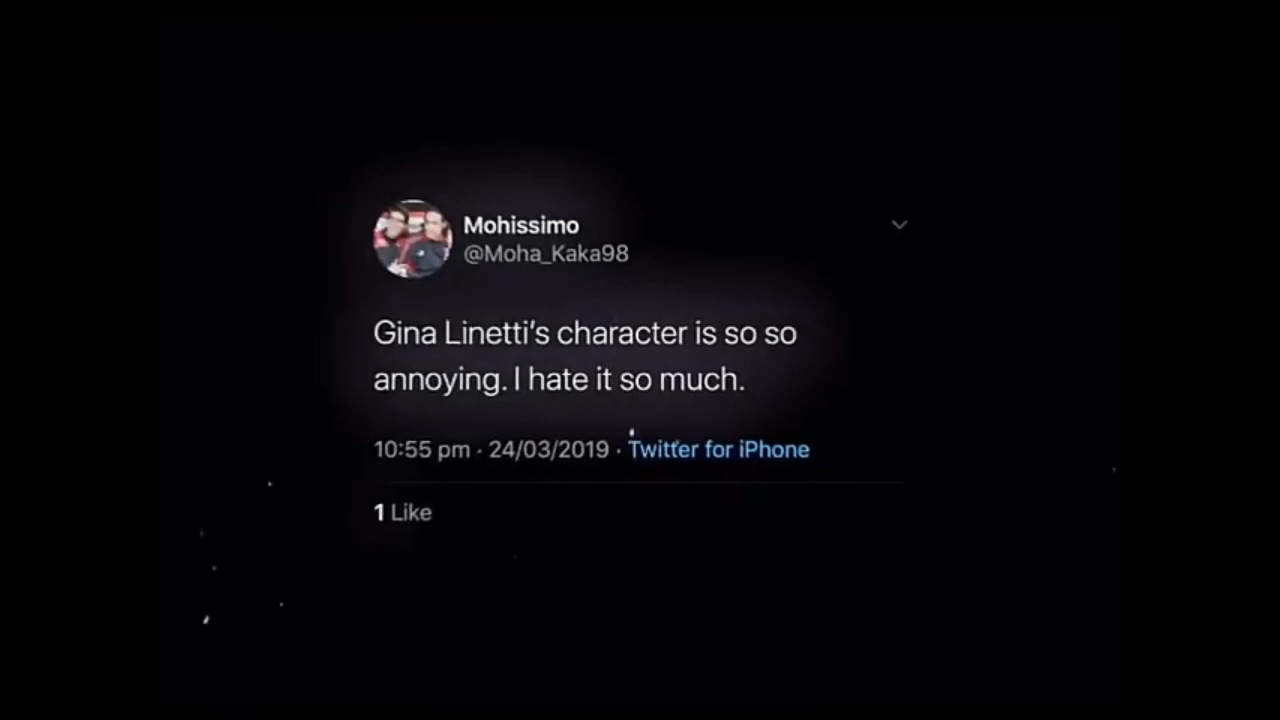 Mohissimo
@Moha_Kaka98
Gina Linetti's character is so so
annoying. I hate it so much.
10:55 pm · 24/03/2019 · Twitter for iPhone
1 Like